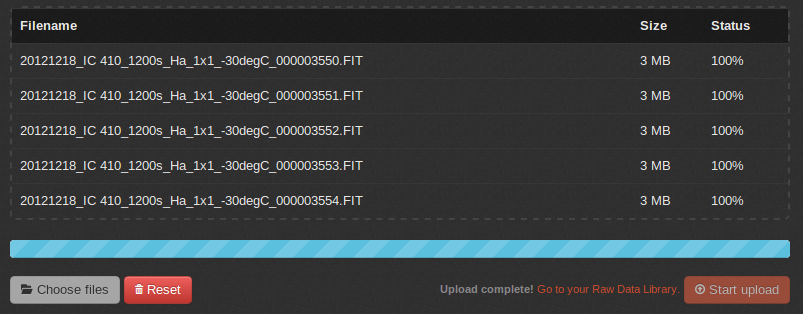 Filename Size Status
20121218_IC 410_1200s_Ha_1x1_-30degC_000003550.FIT 3 MB 100%
20121218_IC 410_1200s_Ha_1x1_-30degC_000003551.FIT 3 MB 100%
20121218_IC 410_1200s_Ha_1x1_-30degC_000003552.FIT 3 MB 100%
20121218_IC 410_1200s_Ha_1x1_-30degC_000003553.FIT 3 MB 100%
20121218_IC 410_1200s_Ha_1x1_-30degC_000003554.FIT 3 MB 100%
Choose files Reset Upload complete! Go to your Raw Data Library. Start upload